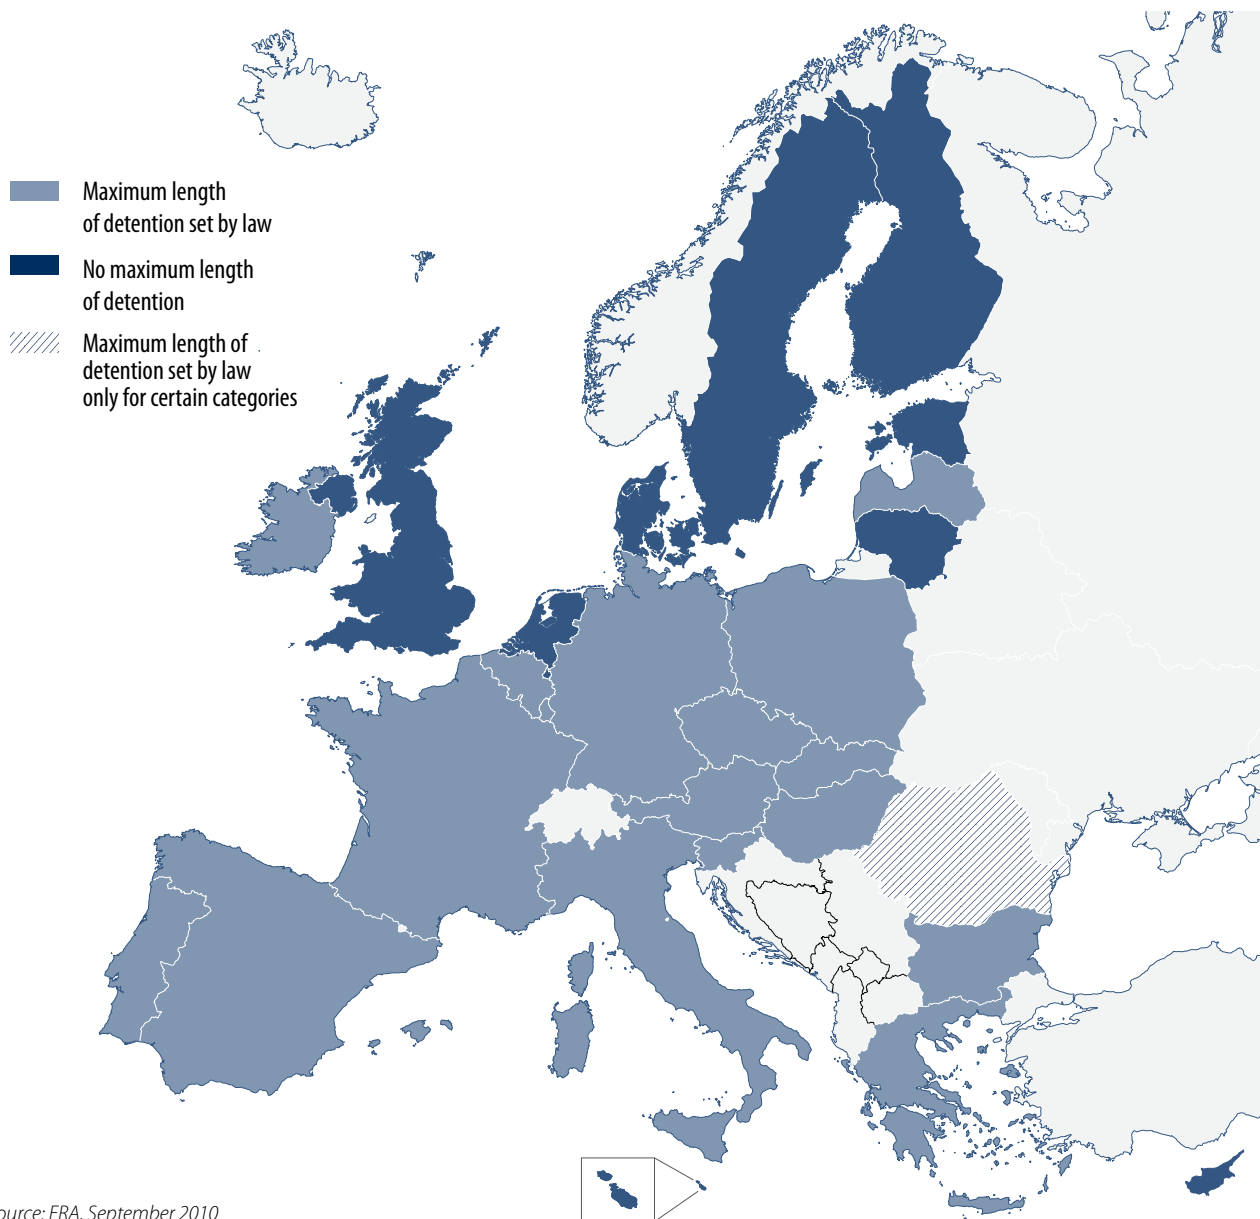 Maximum length
of detention set by law
No maximum length
of detention
Maximum length of
detention set by law
only for certain categories
ource: FRA, September 2010